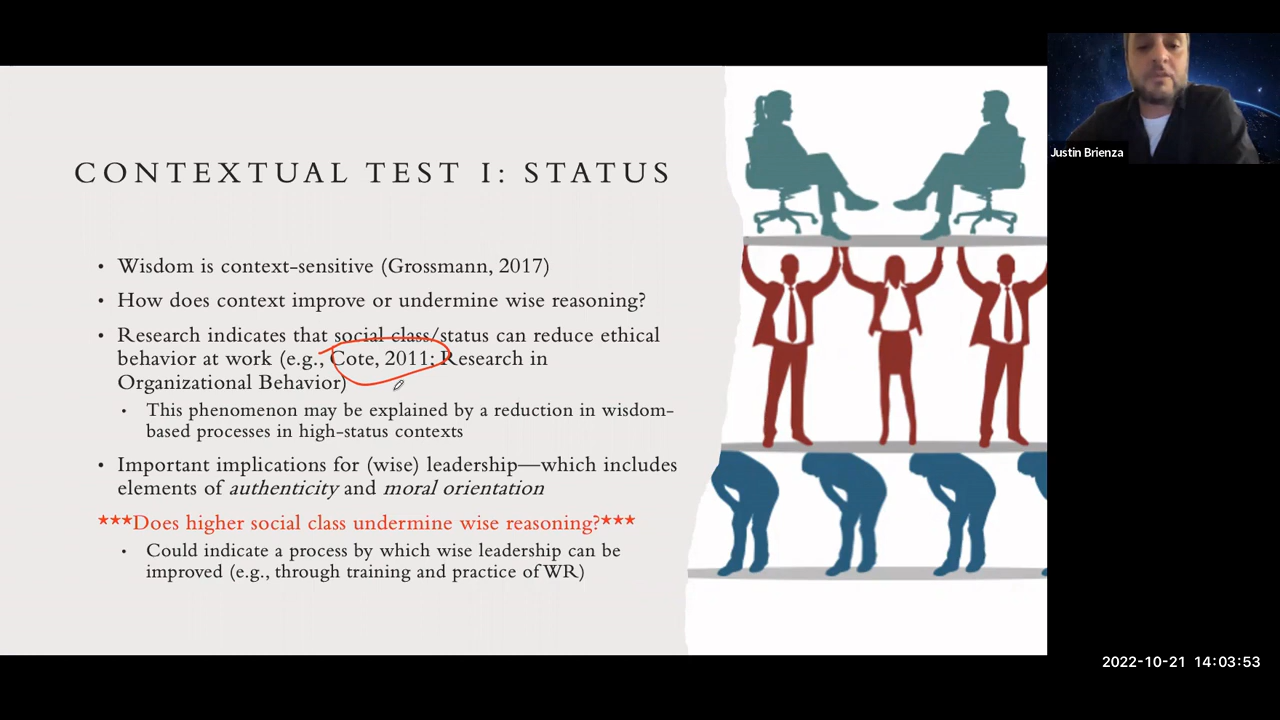 CONTEXTUAL TEST I: STATUS
• Wisdom is context-sensitive (Grossmann, 2017)
• How does context improve or undermine wise reasoning?
• Research indicates that social class/status can reduce ethical
behavior at work (e.g., Cote, 2011; Research in
Organizational Behavior)
• This phenomenon may be explained by a reduction in wisdom-
based processes in high-status contexts
• Important implications for (wise) leadership—which includes
elements of authenticity and moral orientation
***Does higher social class undermine wise reasoning?***
• Could indicate a process by which wise leadership can be
improved (e.g., through training and practice of WR)
Justin Brienza
2022-10-21 14:03:53